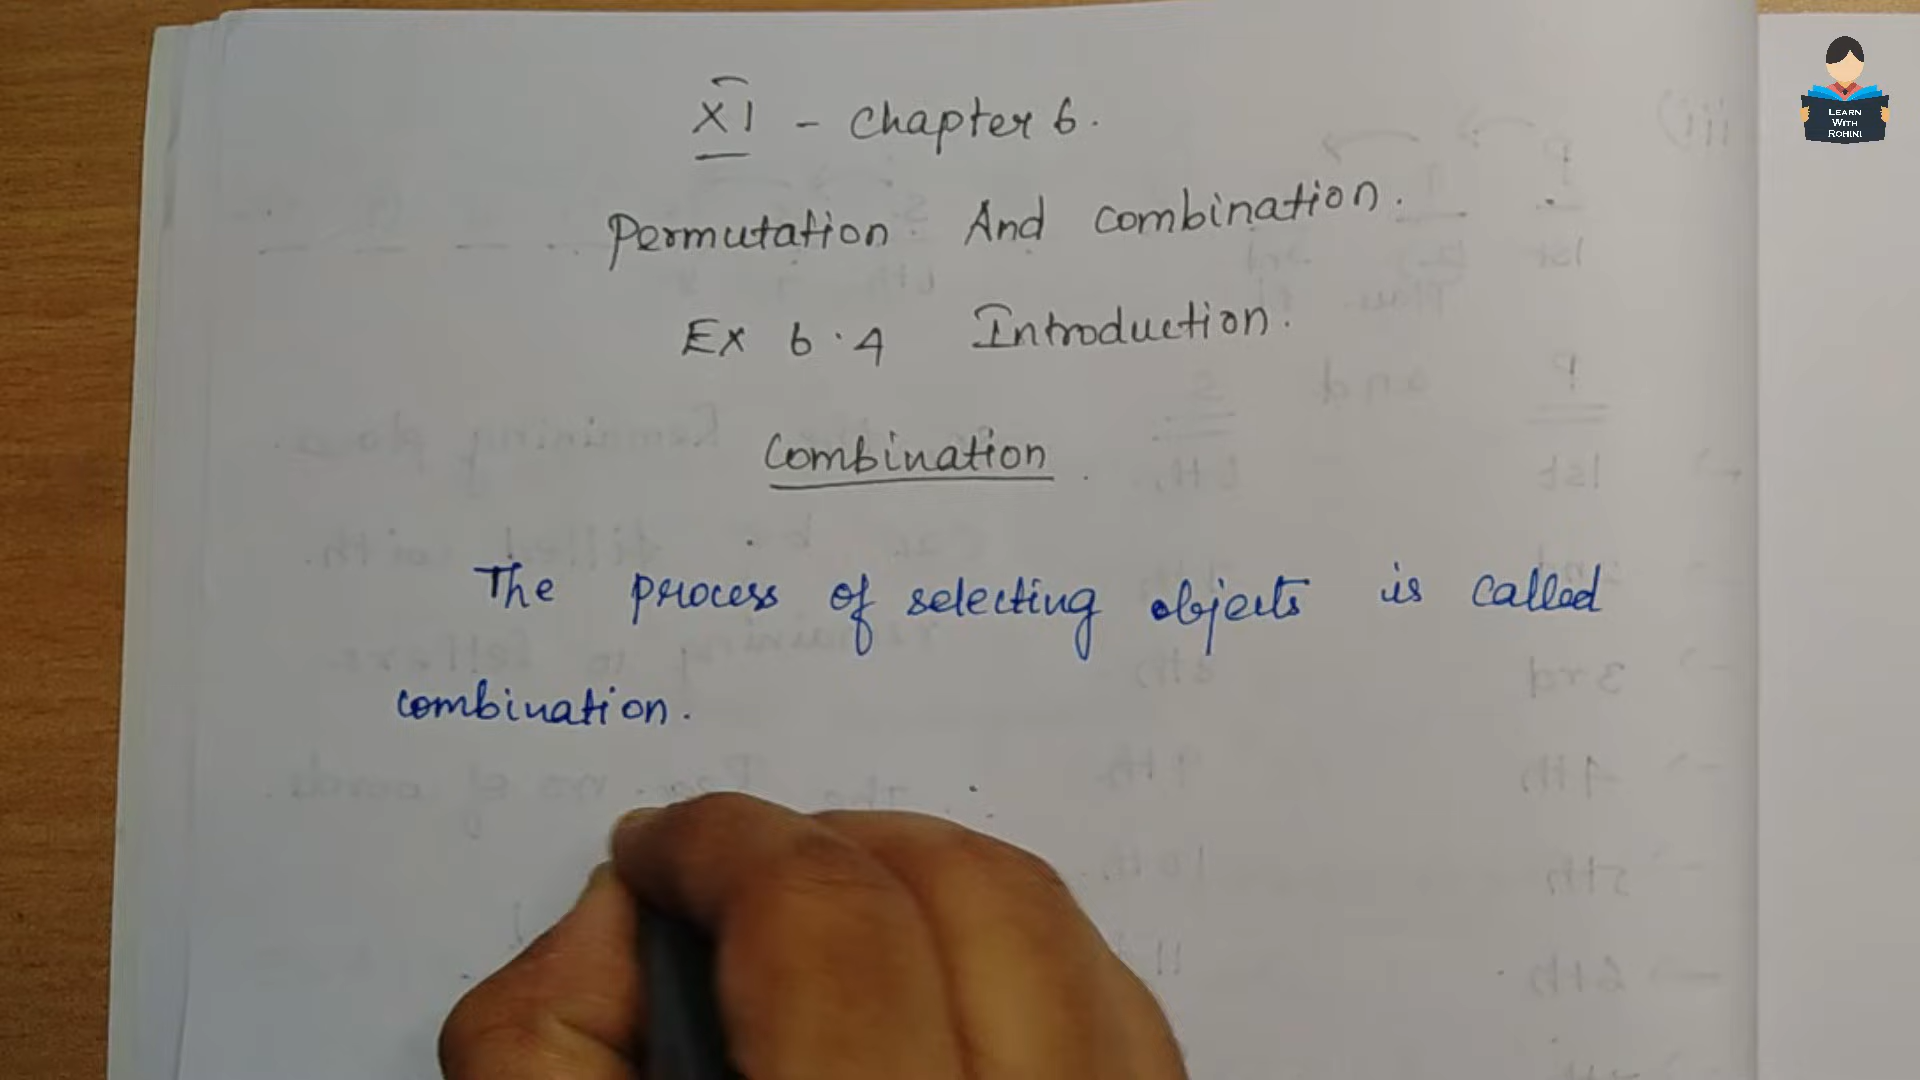 XI - Chapter 6.
Permutation And Combination.
Ex 6.4 Introduction.
Combination
The process of selecting objects is called
combination.
LEARN
WITH
ROHINI